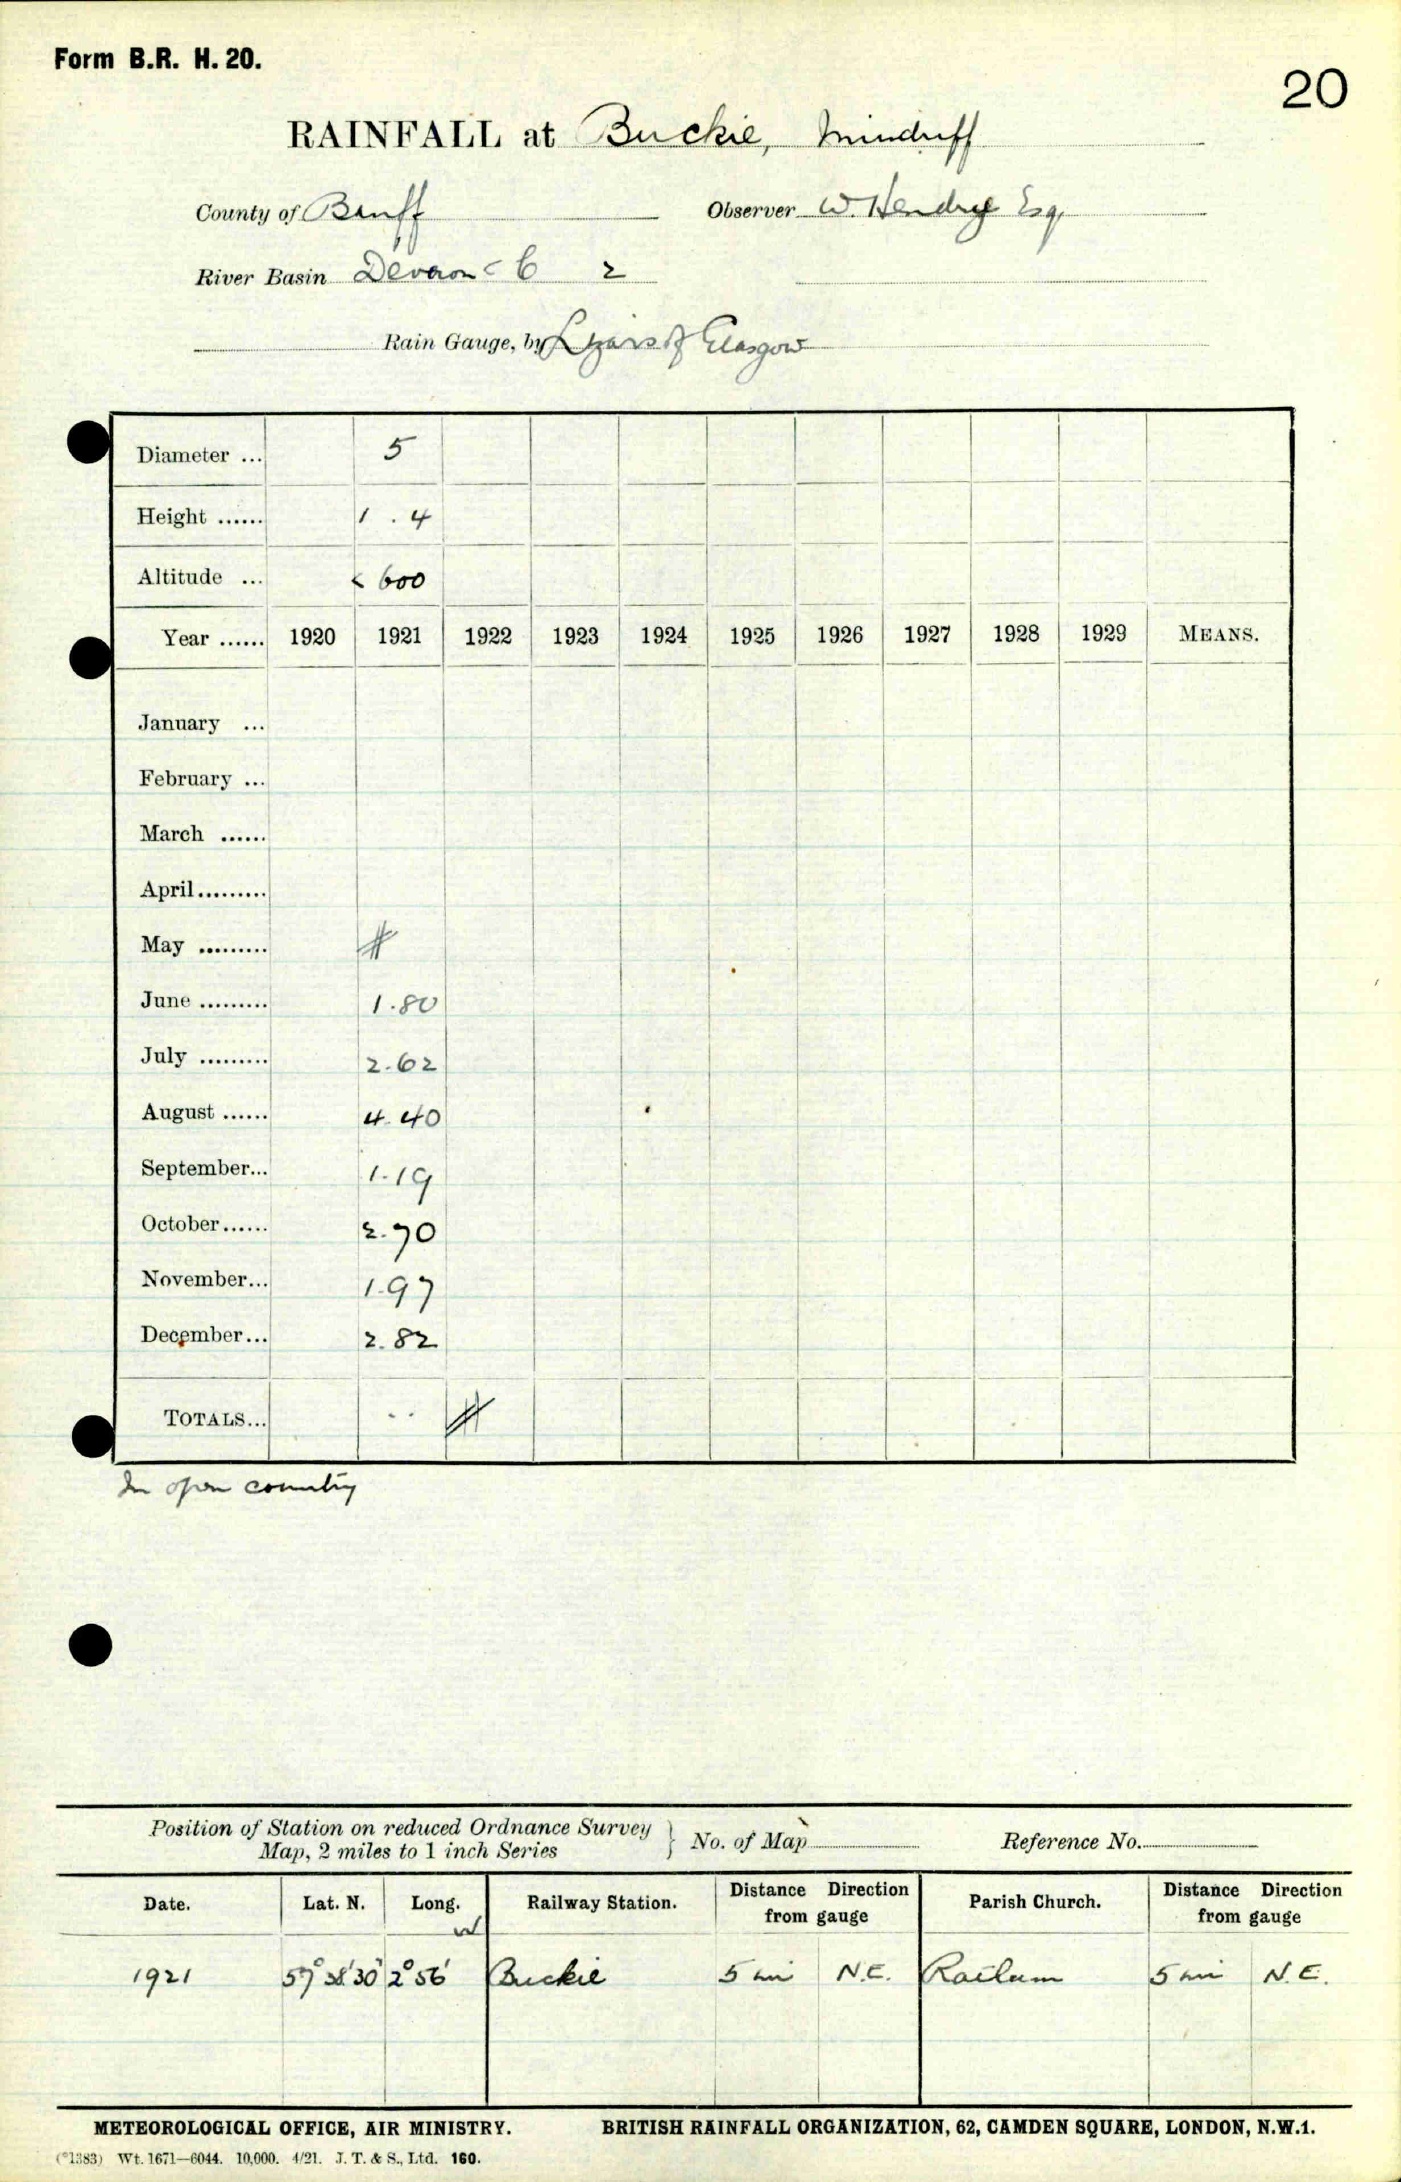 Form B.R. H. 20.
20
RAINFALL at Buckie, Minduff
County of Banff Observer W. Hendry Esq.
River Basin Deveron < 6 2
Rain Gauge, by of Glasgow
Diameter ... 5
Height ...... 1 . 4
Altitude ... < 600
Year ...... 1920 1921 1922 1923 1924 1925 1926 1927 1928 1929 MEANS.
January ...
February ...
March ......
April.........
May .........
June ......... 1.80
July ......... 2.62
August ...... 4.40
September... 1.19
October...... 2.70
November... 1.97
December... 2.82
TOTALS... ..
In open country
Position of Station on reduced Ordnance Survey
Map, 2 miles to 1 inch Series } No. of Map Reference No.
Date. Lat. N. Long. W Railway Station. Distance Direction from gauge Parish Church. Distance Direction from gauge
1921 57° 38' 30" 2° 56' Buckie 5 mi N.E. 5 mi N.E.
METEOROLOGICAL OFFICE, AIR MINISTRY. BRITISH RAINFALL ORGANIZATION, 62, CAMDEN SQUARE, LONDON, N.W.1.
(*1383) Wt. 1671—6044. 10,000. 4/21. J. T. & S., Ltd. 160.